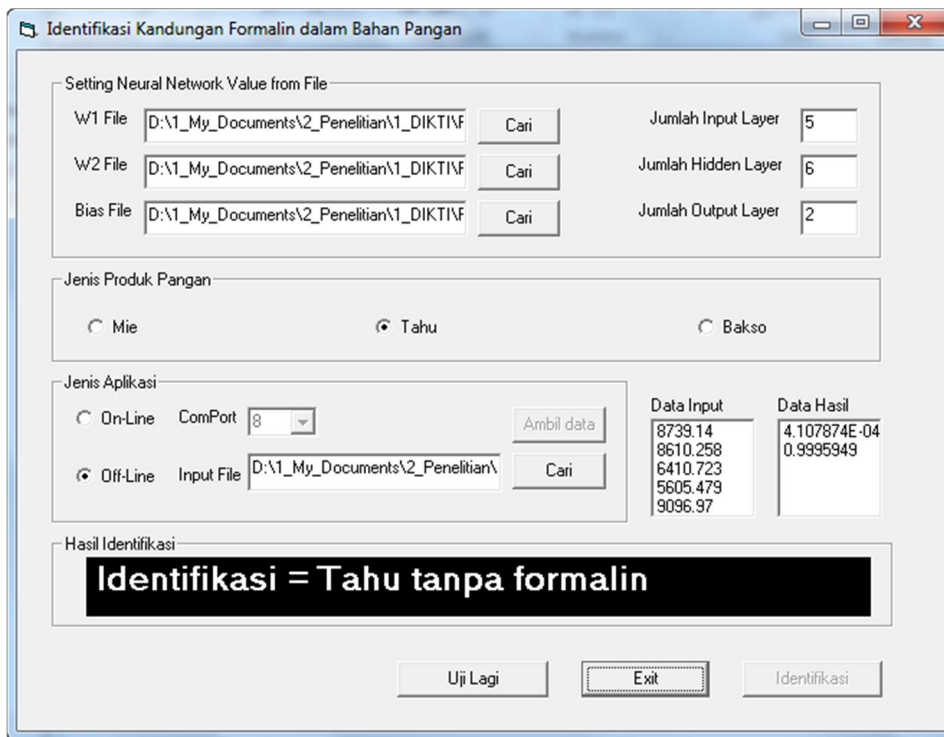 Identifikasi Kandungan Formalin dalam Bahan Pangan
Setting Neural Network Value from File
W1 File D:\1_My_Documents\2_Penelitian\1_DIKTI\F Cari Jumlah Input Layer 5
W2 File D:\1_My_Documents\2_Penelitian\1_DIKTI\F Cari Jumlah Hidden Layer 6
Bias File D:\1_My_Documents\2_Penelitian\1_DIKTI\F Cari Jumlah Output Layer 2
Jenis Produk Pangan
Mie Tahu Bakso
Jenis Aplikasi
On-Line ComPort 8 Ambil data
Off-Line Input File D:\1_My_Documents\2_Penelitian\ Cari
Data Input
8739.14
8610.258
6410.723
5605.479
9096.97
Data Hasil
4.107874E-04
0.9995949
Hasil Identifikasi
Identifikasi = Tahu tanpa formalin
Uji Lagi Exit Identifikasi